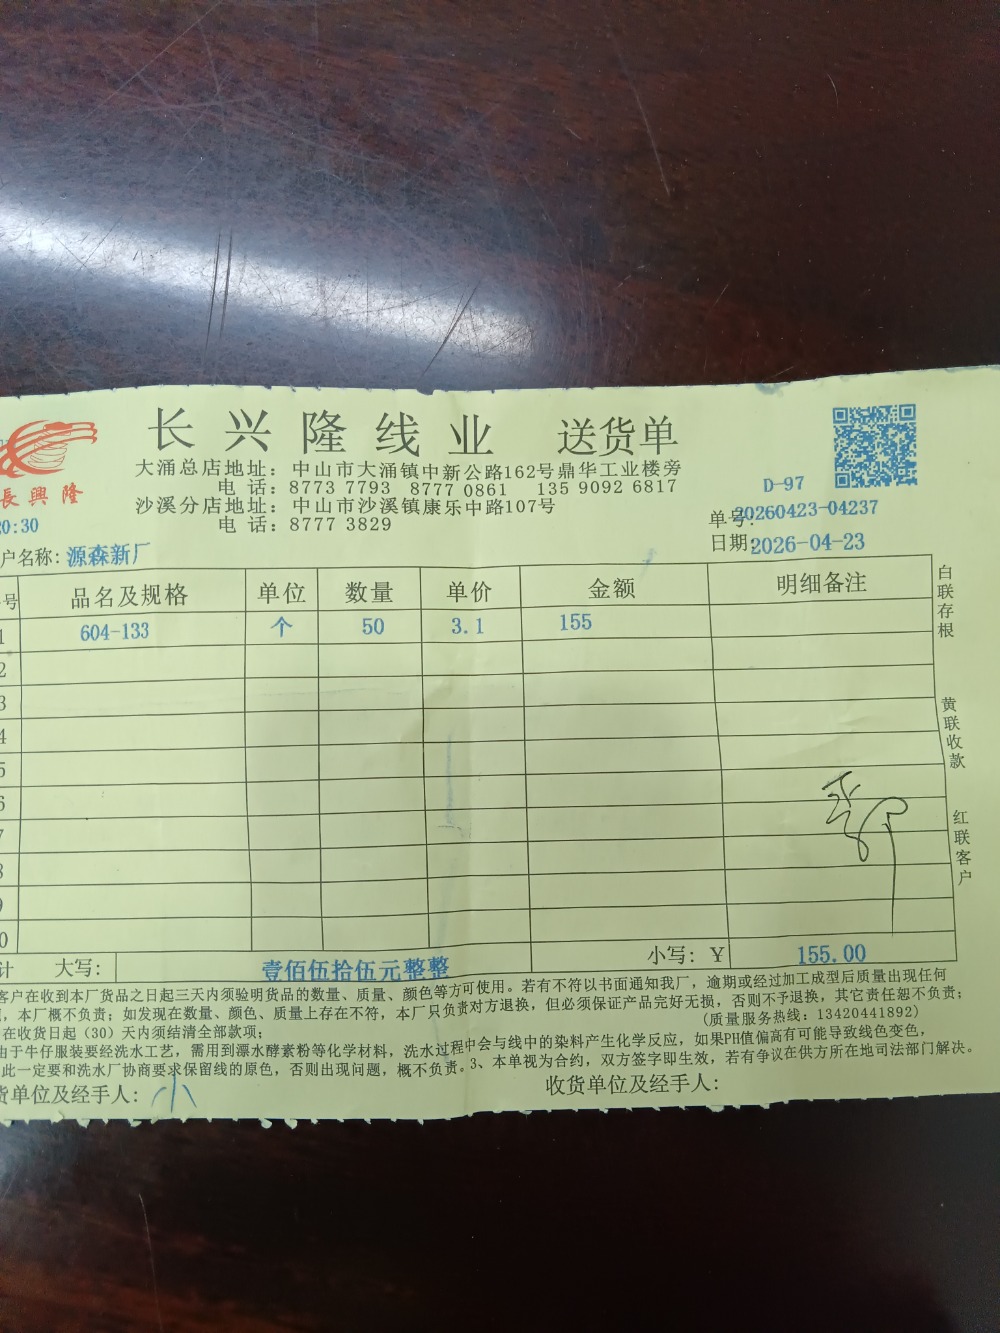 长兴隆线业 送货单
長興隆
大涌总店地址：中山市大涌镇中新公路162号鼎华工业楼旁
电 话：8773 7793 8777 0861 135 9092 6817
沙溪分店地址：中山市沙溪镇康乐中路107号
电 话：8777 3829
D-97
单号：20260423-04237
日期：2026-04-23
0:30
户名称：源森新厂
号 品名及规格 单位 数量 单价 金额 明细备注
1 604-133 个 50 3.1 155
2
3
4
5
6
7
8
9
0
白联存根
黄联收款
红联客户
计 大写：壹佰伍拾伍元整整 小写：￥ 155.00
客户在收到本厂货品之日起三天内须验明货品的数量、质量、颜色等方可使用。若有不符以书面通知我厂，逾期或经过加工成型后质量出现任何
，本厂概不负责；如发现在数量、颜色、质量上存在不符，本厂只负责对方退换，但必须保证产品完好无损，否则不予退换，其它责任恕不负责；
在收货日起（30）天内须结清全部款项； （质量服务热线：13420441892）
由于牛仔服装要经洗水工艺，需用到漂水酵素粉等化学材料，洗水过程中会与线中的染料产生化学反应，如果PH值偏高有可能导致线色变色，
此一定要和洗水厂协商要求保留线的原色，否则出现问题，概不负责。3、本单视为合约，双方签字即生效，若有争议在供方所在地司法部门解决。
货单位及经手人：小 收货单位及经手人：